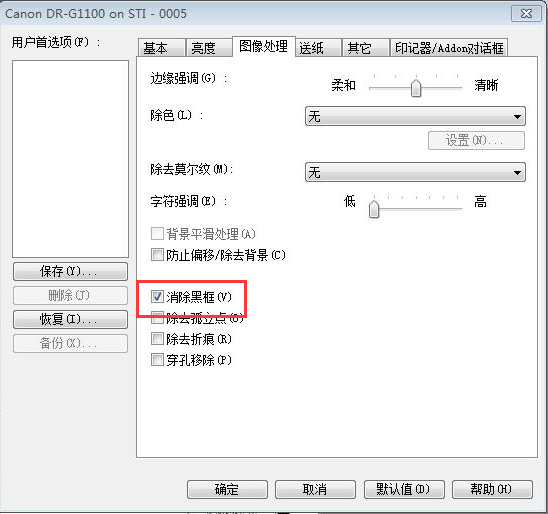 Canon DR-G1100 on STI - 0005
用户首选项(F) :
保存(Y)...
删除(J)
恢复(I)...
备份(X)...
基本 亮度 图像处理 送纸 其它 印记器/Addon对话框
边缘强调(G) : 柔和 清晰
除色(L) : 无
设置(N)...
除去莫尔纹(M): 无
字符强调(E) : 低 高
背景平滑处理(A)
防止偏移/除去背景(C)
消除黑框(V)
除去孤立点(O)
除去折痕(R)
穿孔移除(P)
确定 取消 默认值(D) 帮助(H)